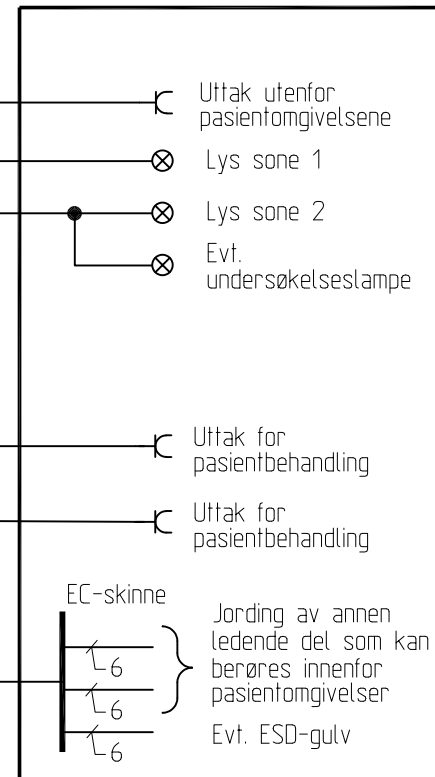 Uttak utenfor
pasientomgivelsene
Lys sone 1
Lys sone 2
Evt.
undersøkelseslampe
Uttak for
pasientbehandling
Uttak for
pasientbehandling
EC-skinne
6
6
6
Jording av annen
ledende del som kan
berøres innenfor
pasientomgivelser
Evt. ESD-gulv